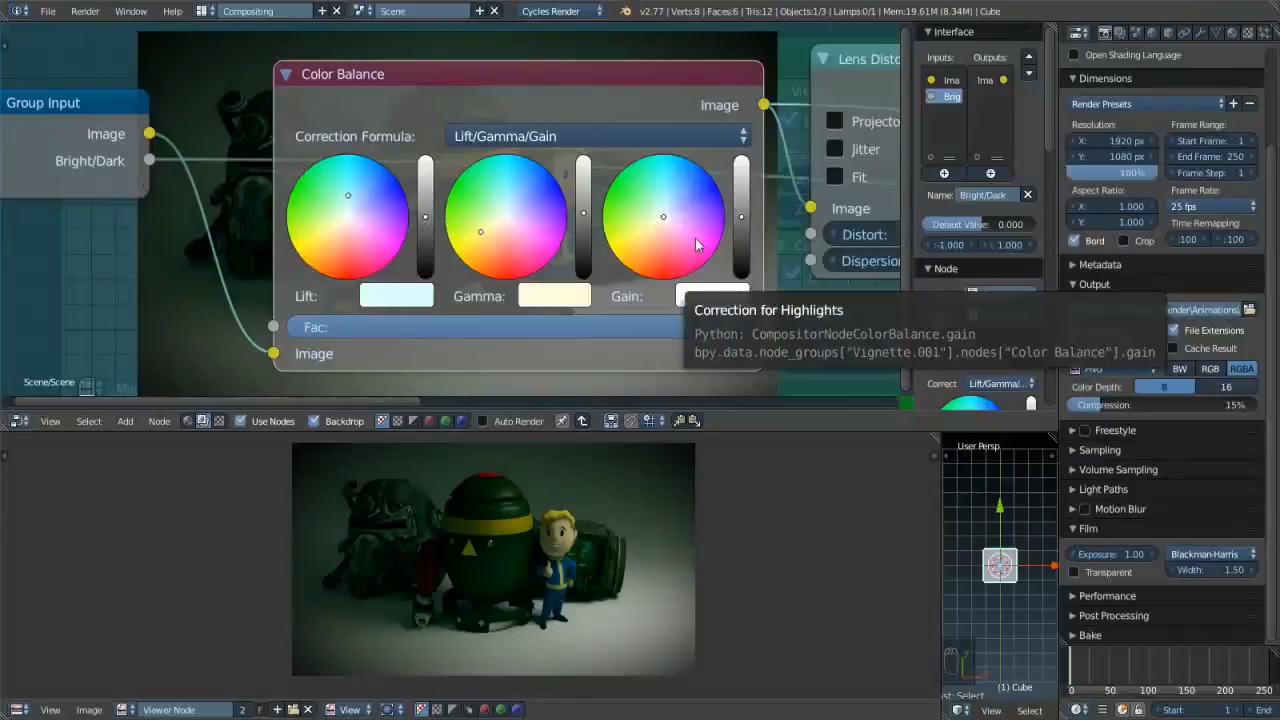 File Render Window Help Compositing Scene Cycles Render v2.77 | Verts:8 | Faces:6 | Tris:12 | Objects:1/3 | Lamps:0/1 | Mem:19.61M (8.34M) | Cube
Group Input
Image
Bright/Dark
Color Balance
Image
Correction Formula: Lift/Gamma/Gain
Lift: Gamma: Gain:
Fac:
Image
Lens Disto
Projecto
Jitter
Fit
Image
Distort:
Dispersion
Correction for Highlights
Python: CompositorNodeColorBalance.gain
bpy.data.node_groups["Vignette.001"].nodes["Color Balance"].gain
Scene/Scene
Interface
Inputs: Outputs:
Ima Ima
Brig
Name: Bright/Dark
Default Value: 0.000
-1.000 1.000
Node
Correct Lift/Gamma/...
Open Shading Language
Dimensions
Render Presets
Resolution: Frame Range:
X: 1920 px Start Frame: 1
Y: 1080 px End Frame: 250
100% Frame Step: 1
Aspect Ratio: Frame Rate:
X: 1.000 25 fps
Y: 1.000 Time Remapping:
Bord Crop :100 :100
Metadata
Output
ender\Animations\
File Extensions
Cache Result
BW RGB RGBA
Color Depth: 8 16
Compression: 15%
Freestyle
Sampling
Volume Sampling
Light Paths
Motion Blur
Film
Exposure: 1.00 Blackman-Harris
Transparent Width: 1.50
Performance
Post Processing
Bake
View Select Add Node Use Nodes Backdrop Auto Render
User Persp
(1) Cube
st: Select
0 50 100 150 200 250
View Image Viewer Node 2 F View
View Select
Start: 1 End: